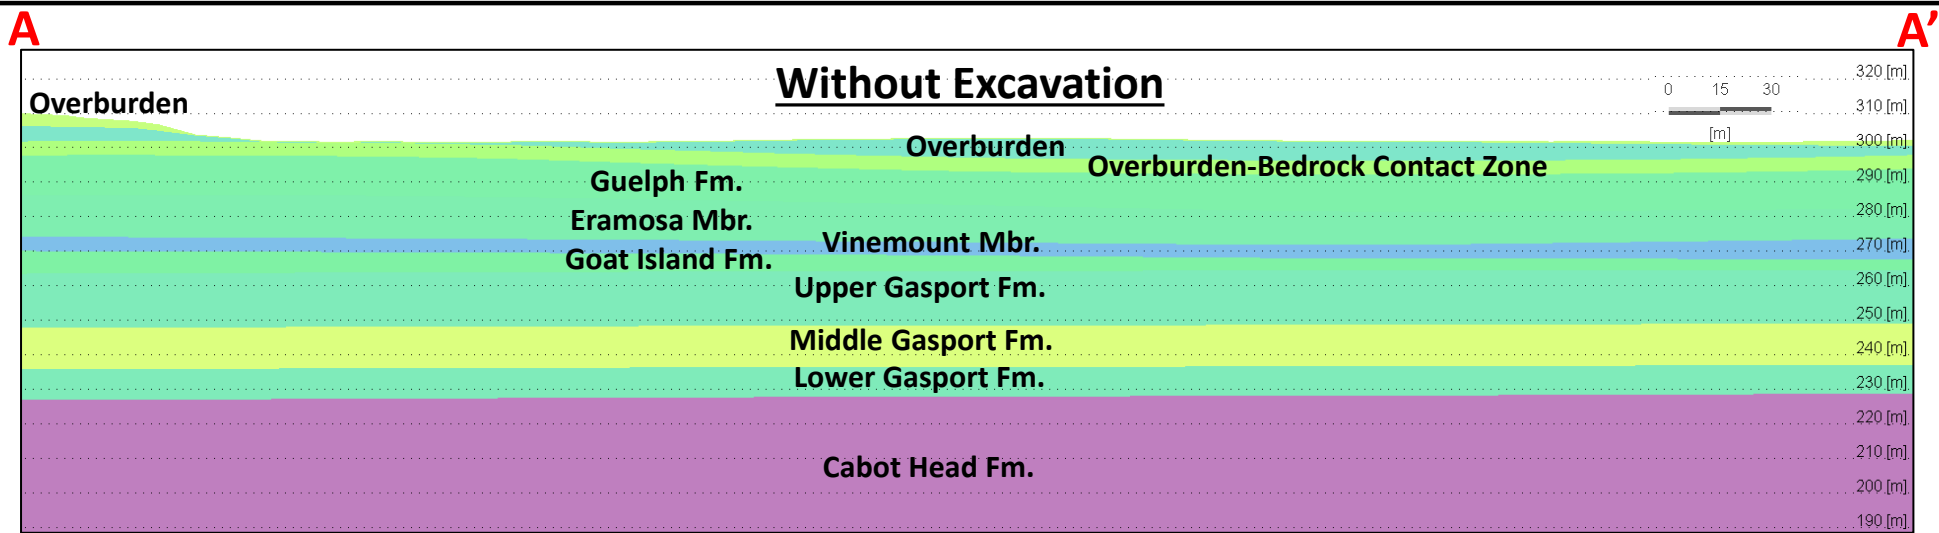 A
A’
Without Excavation
320 [m]
Overburden
0 15 30
310 [m]
[m]
300 [m]
Overburden
Overburden-Bedrock Contact Zone
290 [m]
Guelph Fm.
280 [m]
Eramosa Mbr.
Vinemount Mbr.
270 [m]
Goat Island Fm.
260 [m]
Upper Gasport Fm.
250 [m]
Middle Gasport Fm.
240 [m]
Lower Gasport Fm.
230 [m]
220 [m]
210 [m]
Cabot Head Fm.
200 [m]
190 [m]